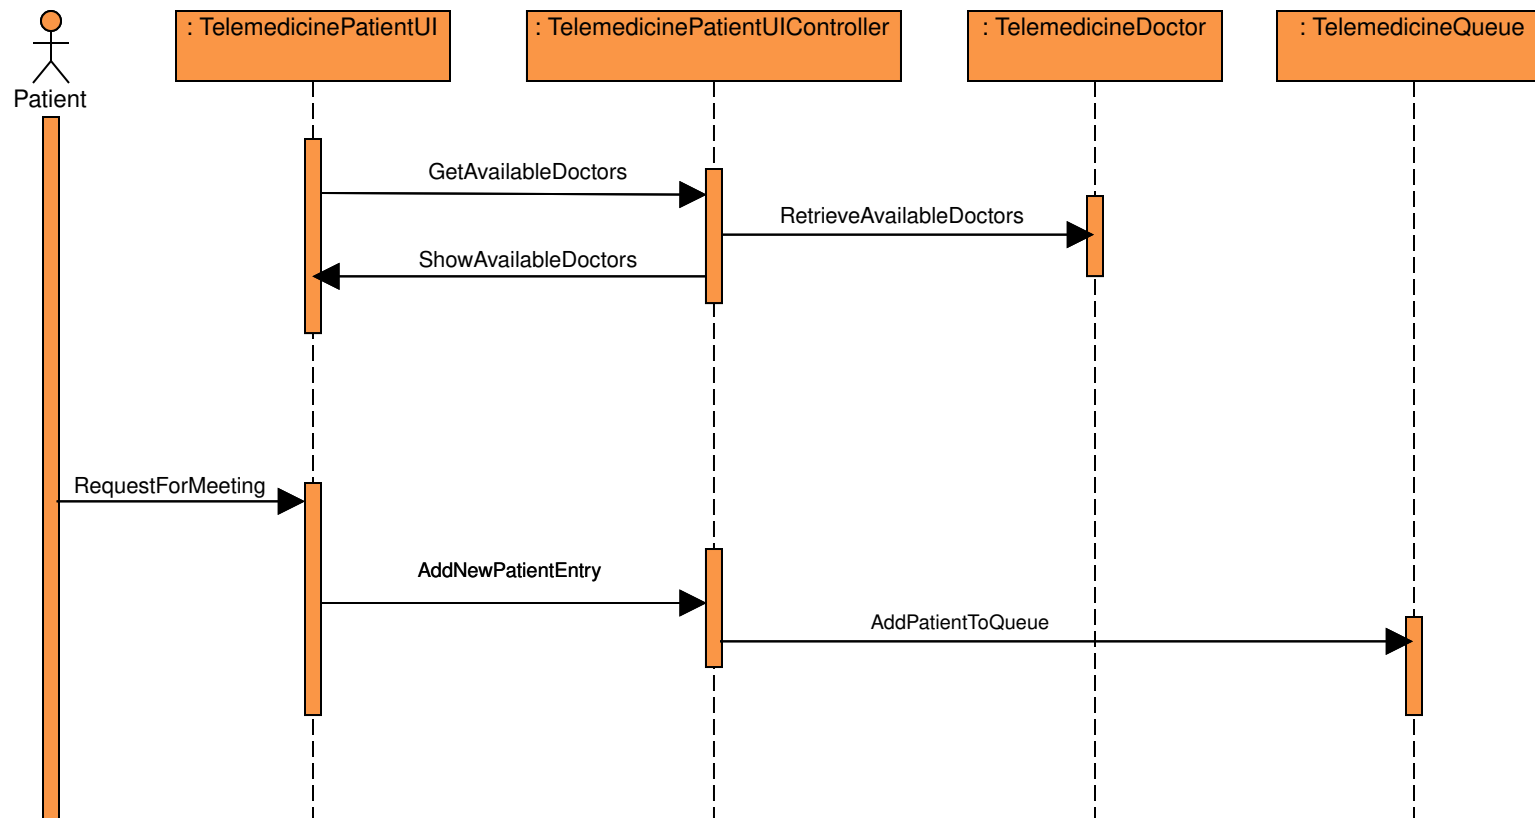 : TelemedicinePatientUI
: TelemedicinePatientUIController
: TelemedicineDoctor
: TelemedicineQueue
Patient
GetAvailableDoctors
RetrieveAvailableDoctors
ShowAvailableDoctors
RequestForMeeting
AddNewPatientEntry
AddPatientToQueue